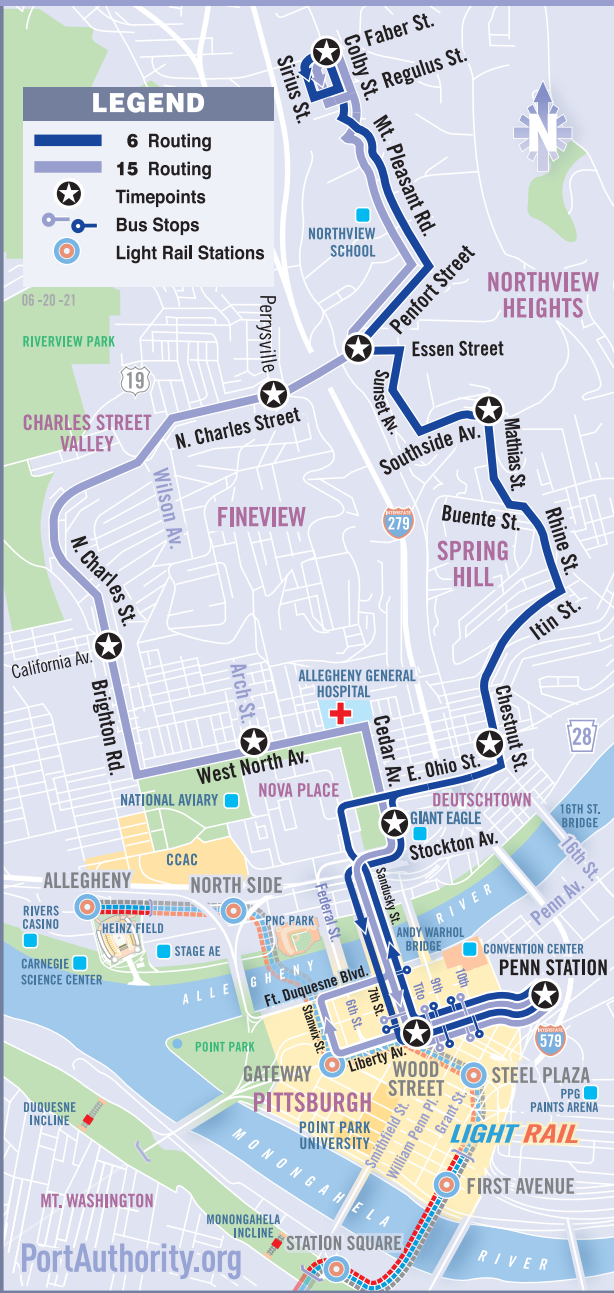 Faber St.
Colby St.
Sirius St.
Regulus St.
LEGEND
6 Routing
15 Routing
Timepoints
Bus Stops
Light Rail Stations
N
Mt. Pleasant Rd.
NORTHVIEW
SCHOOL
NORTHVIEW
HEIGHTS
06-20-21
Penfort Street
Perrysville
RIVERVIEW PARK
Essen Street
19
Sunset Av.
CHARLES STREET
VALLEY
N. Charles Street
Southside Av.
Mathias St.
Wilson Av.
FINEVIEW
INTERSTATE
279
Buente St.
Rhine St.
SPRING
HILL
N. Charles St.
Itin St.
California Av.
Arch St.
ALLEGHENY GENERAL
HOSPITAL
Brighton Rd.
Cedar Av.
Chestnut St.
28
West North Av.
E. Ohio St.
NATIONAL AVIARY
NOVA PLACE
DEUTSCHTOWN
GIANT EAGLE
16TH ST.
BRIDGE
Stockton Av.
16th St.
CCAC
Sandusky St.
ALLEGHENY
NORTH SIDE
Federal St.
Penn Av.
RIVERS
CASINO
HEINZ FIELD
PNC PARK
RIVER
ANDY WARHOL
BRIDGE
CONVENTION CENTER
STAGE AE
CARNEGIE
SCIENCE CENTER
PENN STATION
ALLEGHENY
Ft. Duquesne Blvd.
6th St.
7th St.
Tito
9th
10th
Stanwix St.
INTERSTATE
579
POINT PARK
Liberty Av.
GATEWAY
WOOD
STREET
STEEL PLAZA
PITTSBURGH
PPG
PAINTS ARENA
DUQUESNE
INCLINE
POINT PARK
UNIVERSITY
Smithfield St.
William Penn Pl.
Grant St.
LIGHT RAIL
MONONGAHELA
FIRST AVENUE
MT. WASHINGTON
MONONGAHELA
INCLINE
STATION SQUARE
RIVER
PortAuthority.org